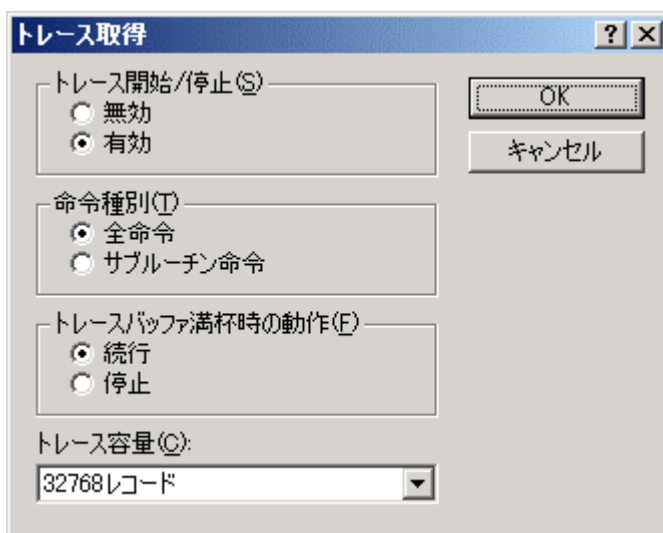 トレース取得
トレース開始/停止(S)
無効
有効
OK
キャンセル
命令種別(T)
全命令
サブルーチン命令
トレースバッファ満杯時の動作(F)
続行
停止
トレース容量(C):
32768レコード